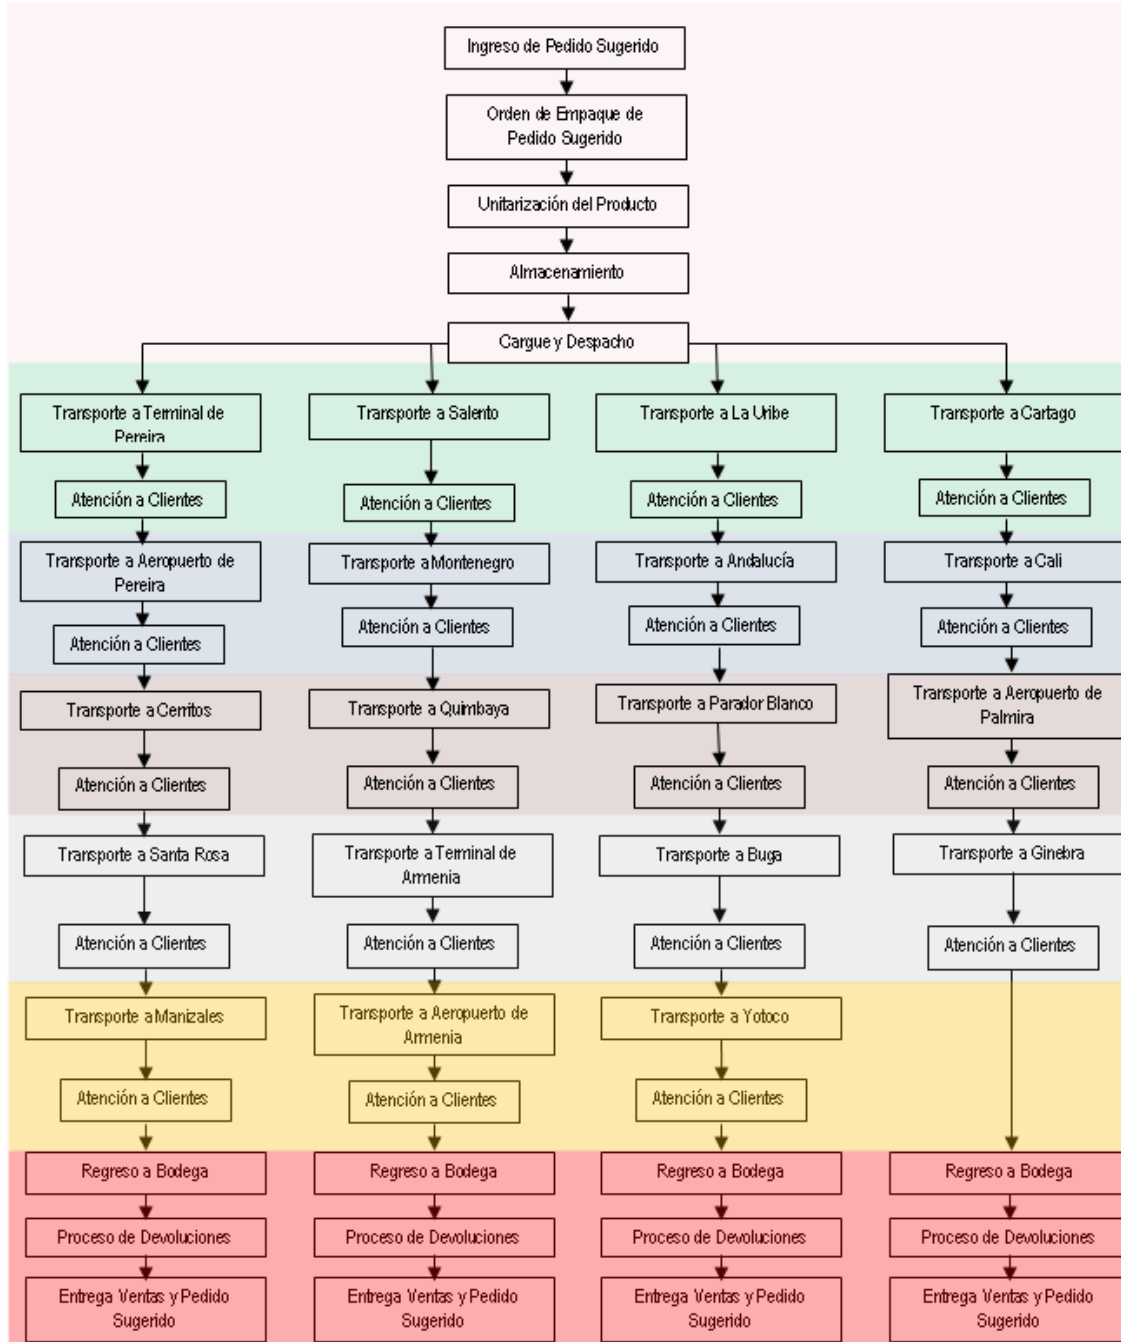 Ingreso de Pedido Sugerido
Orden de Empaque de
Pedido Sugerido
Unitarización del Producto
Almacenamiento
Cargue y Despacho
Transporte a Terminal de
Pereira
Transporte a Salento
Transporte a La Uribe
Transporte a Cartago
Atención a Clientes
Atención a Clientes
Atención a Clientes
Atención a Clientes
Transporte a Aeropuerto de
Pereira
Transporte a Montenegro
Transporte a Andalucía
Transporte a Cali
Atención a Clientes
Atención a Clientes
Atención a Clientes
Atención a Clientes
Transporte a Cerritos
Transporte a Quimbaya
Transporte a Parador Blanco
Transporte a Aeropuerto de
Palmira
Atención a Clientes
Atención a Clientes
Atención a Clientes
Atención a Clientes
Transporte a Santa Rosa
Transporte a Terminal de
Armenia
Transporte a Buga
Transporte a Ginebra
Atención a Clientes
Atención a Clientes
Atención a Clientes
Atención a Clientes
Transporte a Manizales
Transporte a Aeropuerto de
Armenia
Transporte a Yotoco
Atención a Clientes
Atención a Clientes
Atención a Clientes
Regreso a Bodega
Regreso a Bodega
Regreso a Bodega
Regreso a Bodega
Proceso de Devoluciones
Proceso de Devoluciones
Proceso de Devoluciones
Proceso de Devoluciones
Entrega Ventas y Pedido
Sugerido
Entrega Ventas y Pedido
Sugerido
Entrega Ventas y Pedido
Sugerido
Entrega Ventas y Pedido
Sugerido